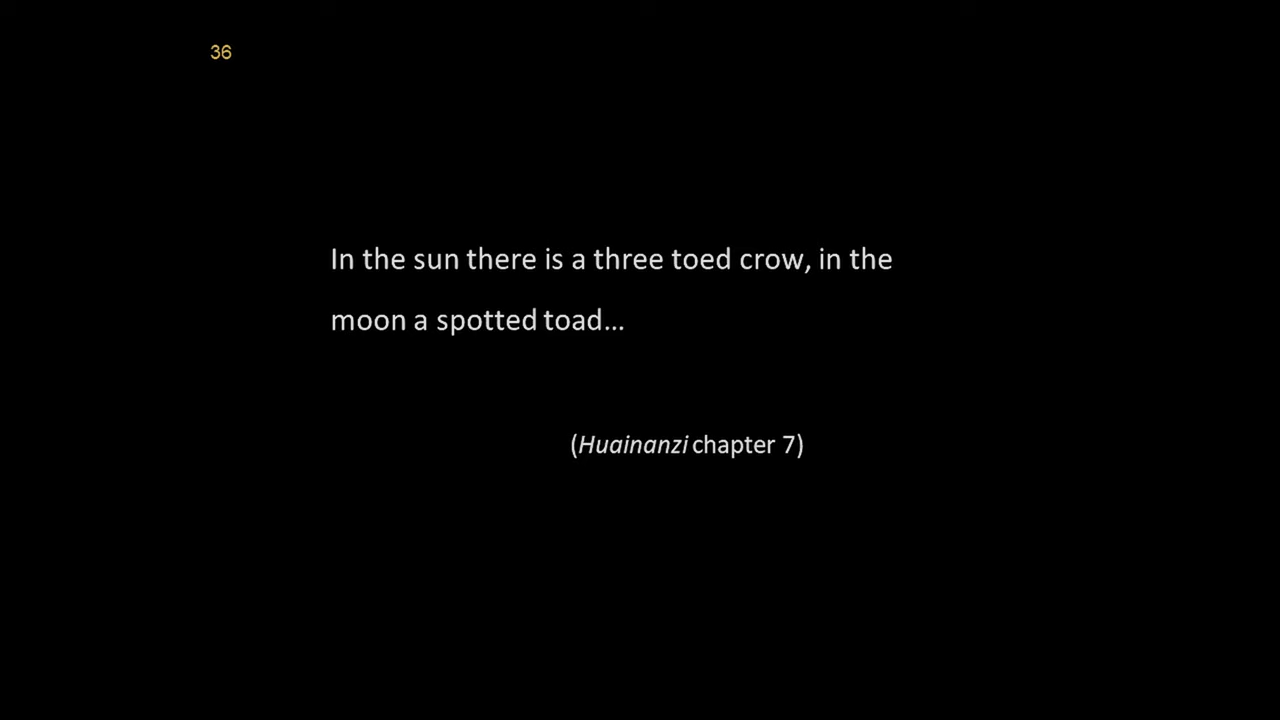 36
In the sun there is a three toed crow, in the
moon a spotted toad...
(Huainanzi chapter 7)